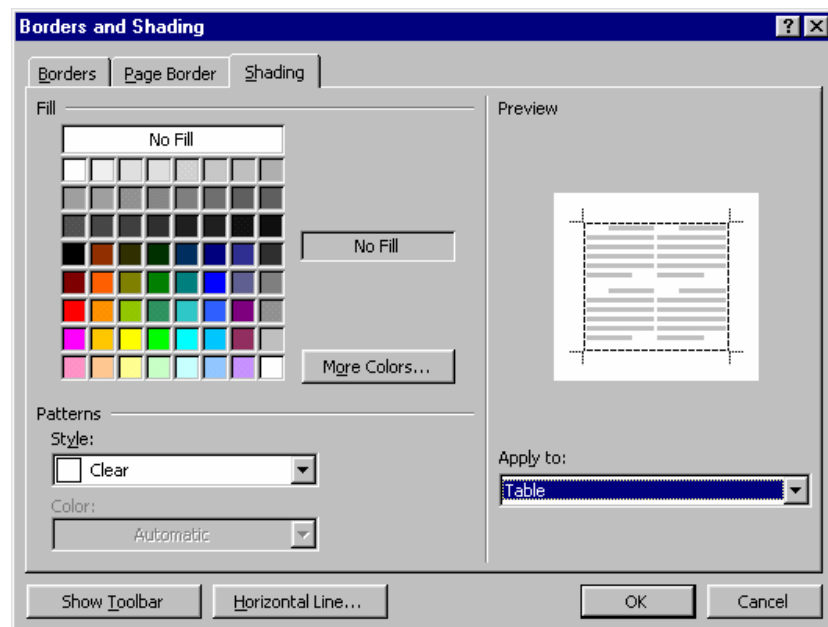 Borders and Shading
Borders Page Border Shading
Fill
No Fill
No Fill
More Colors...
Patterns
Style:
Clear
Color:
Automatic
Preview
Apply to:
Table
Show Toolbar Horizontal Line... OK Cancel